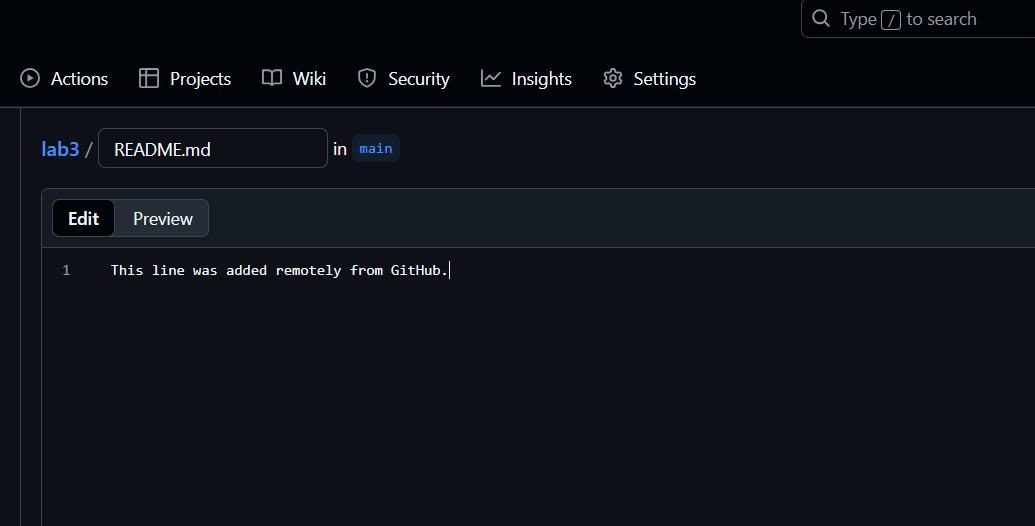 Type / to search
Actions Projects Wiki Security Insights Settings
lab3 / README.md in main
Edit Preview
1 This line was added remotely from GitHub.